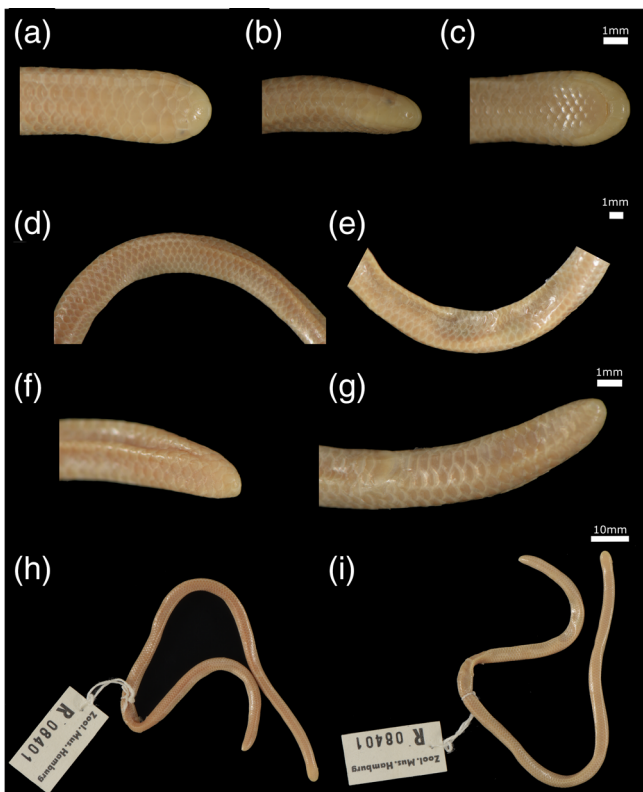 (a)
(b)
(c)
1mm
(d)
(e)
1mm
(f)
(g)
1mm
10mm
(h)
(i)
Zool. Mus. Hamburg
R 08401
Zool. Mus. Hamburg
R 08401